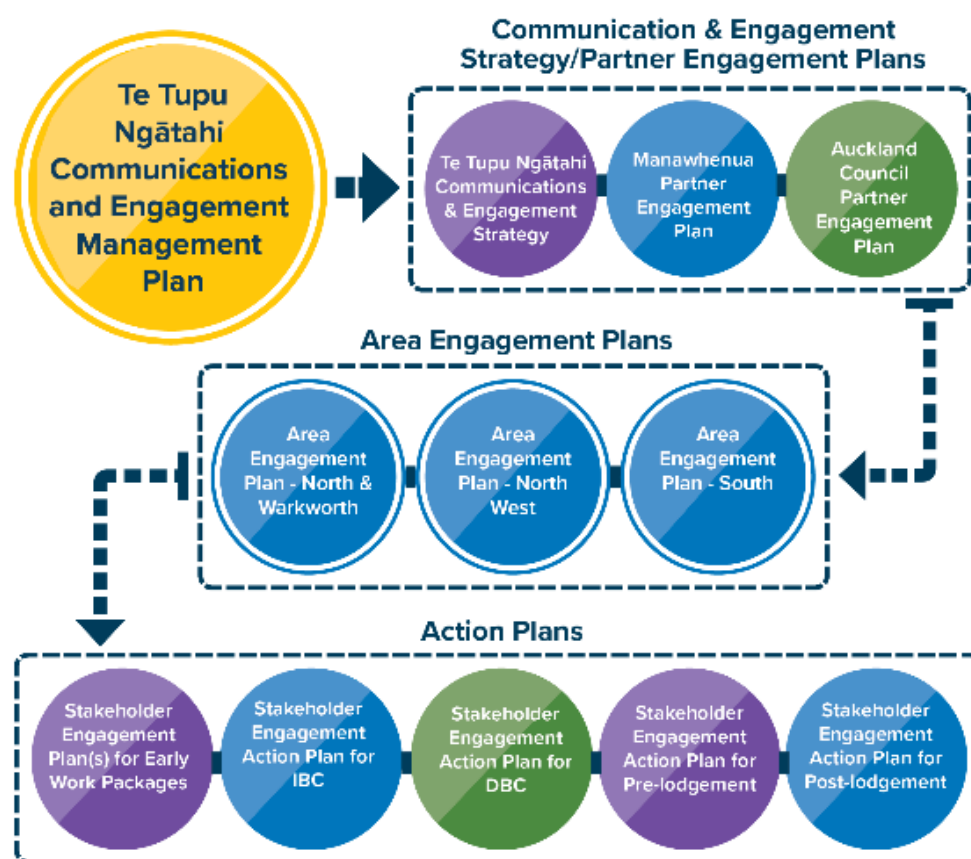 Te Tupu
Ngātahi
Communications
and Engagement
Management
Plan
Communication & Engagement
Strategy/Partner Engagement Plans
Te Tupu Ngātahi
Communications
& Engagement
Strategy
Manawhenua
Partner
Engagement
Plan
Auckland
Council
Partner
Engagement
Plan
Area Engagement Plans
Area
Engagement
Plan - North &
Warkworth
Area
Engagement
Plan - North
West
Area
Engagement
Plan - South
Action Plans
Stakeholder
Engagement
Plan(s) for Early
Work Packages
Stakeholder
Engagement
Action Plan for
IBC
Stakeholder
Engagement
Action Plan for
DBC
Stakeholder
Engagement
Action Plan for
Pre-lodgement
Stakeholder
Engagement
Action Plan for
Post-lodgement